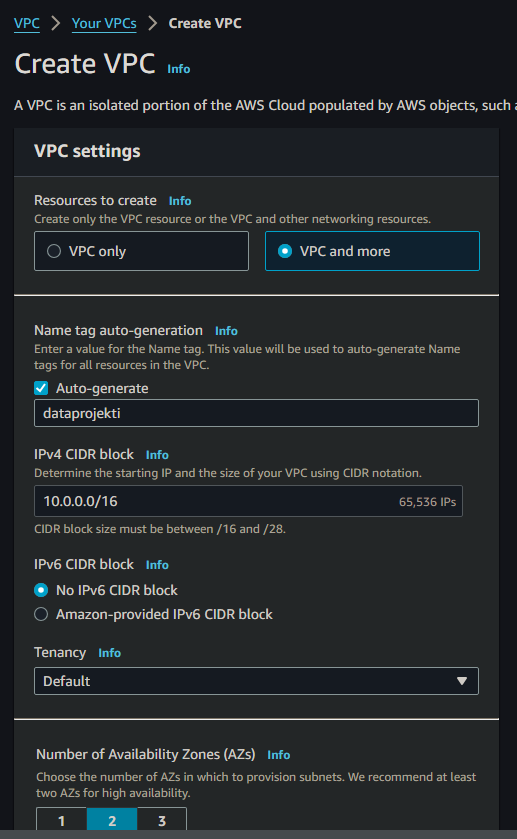 VPC > Your VPCs > Create VPC
Create VPC Info
A VPC is an isolated portion of the AWS Cloud populated by AWS objects, such
VPC settings
Resources to create Info
Create only the VPC resource or the VPC and other networking resources.
VPC only
VPC and more
Name tag auto-generation Info
Enter a value for the Name tag. This value will be used to auto-generate Name
tags for all resources in the VPC.
Auto-generate
dataprojekti
IPv4 CIDR block Info
Determine the starting IP and the size of your VPC using CIDR notation.
10.0.0.0/16 65,536 IPs
CIDR block size must be between /16 and /28.
IPv6 CIDR block Info
No IPv6 CIDR block
Amazon-provided IPv6 CIDR block
Tenancy Info
Default
Number of Availability Zones (AZs) Info
Choose the number of AZs in which to provision subnets. We recommend at least
two AZs for high availability.
1 2 3